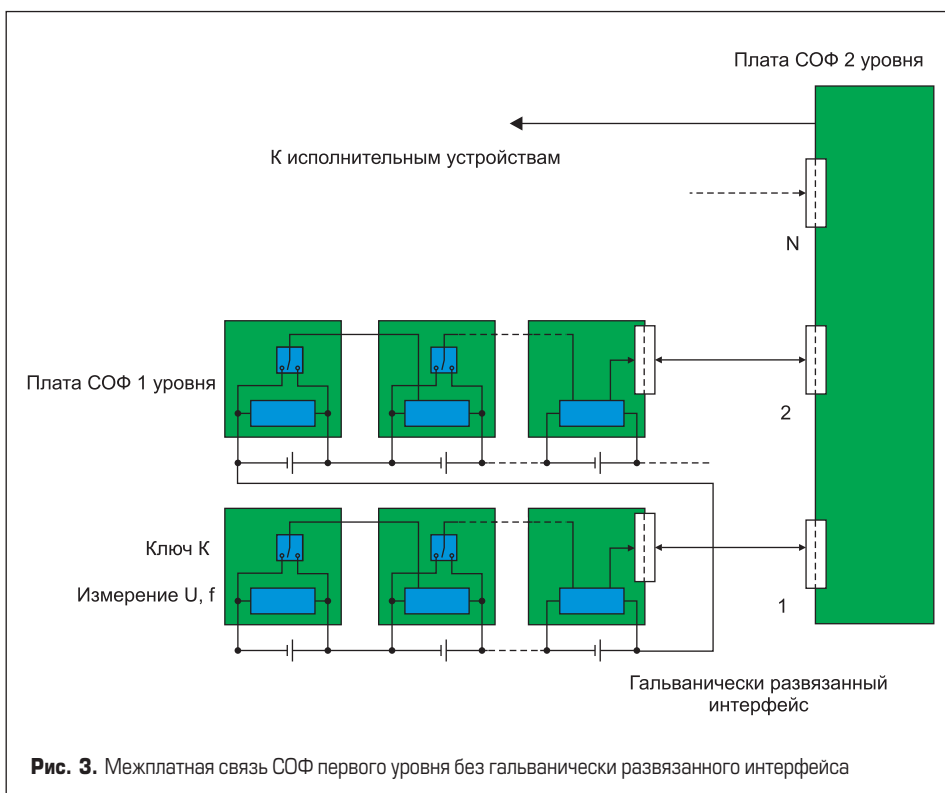 Плата СОФ 2 уровня
К исполнительным устройствам
N
Плата СОФ 1 уровня
2
Ключ К
Измерение U, f
1
Гальванически развязанный
интерфейс
Рис. 3. Межплатная связь СОФ первого уровня без гальванически развязанного интерфейса